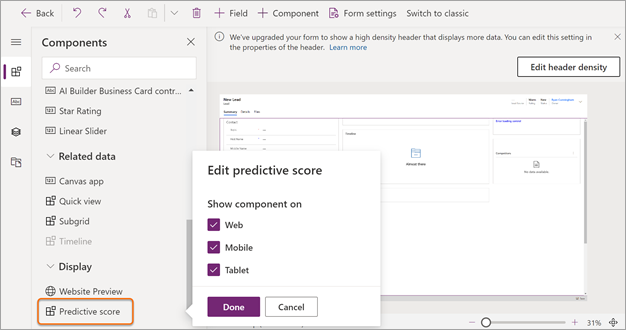 Back
Field
Component
Form settings
Switch to classic
Components
Search
AI Builder Business Card contr...
Star Rating
Linear Slider
Related data
Canvas app
Quick view
Subgrid
Timeline
Display
Website Preview
Predictive score
We've upgraded your form to show a high density header that displays more data. You can edit this setting in
the properties of the header. Learn more
Edit header density
New Lead
Lead
Summary
Timeline
Almost there
No data available
Edit predictive score
Show component on
Web
Mobile
Tablet
Done
Cancel
31%